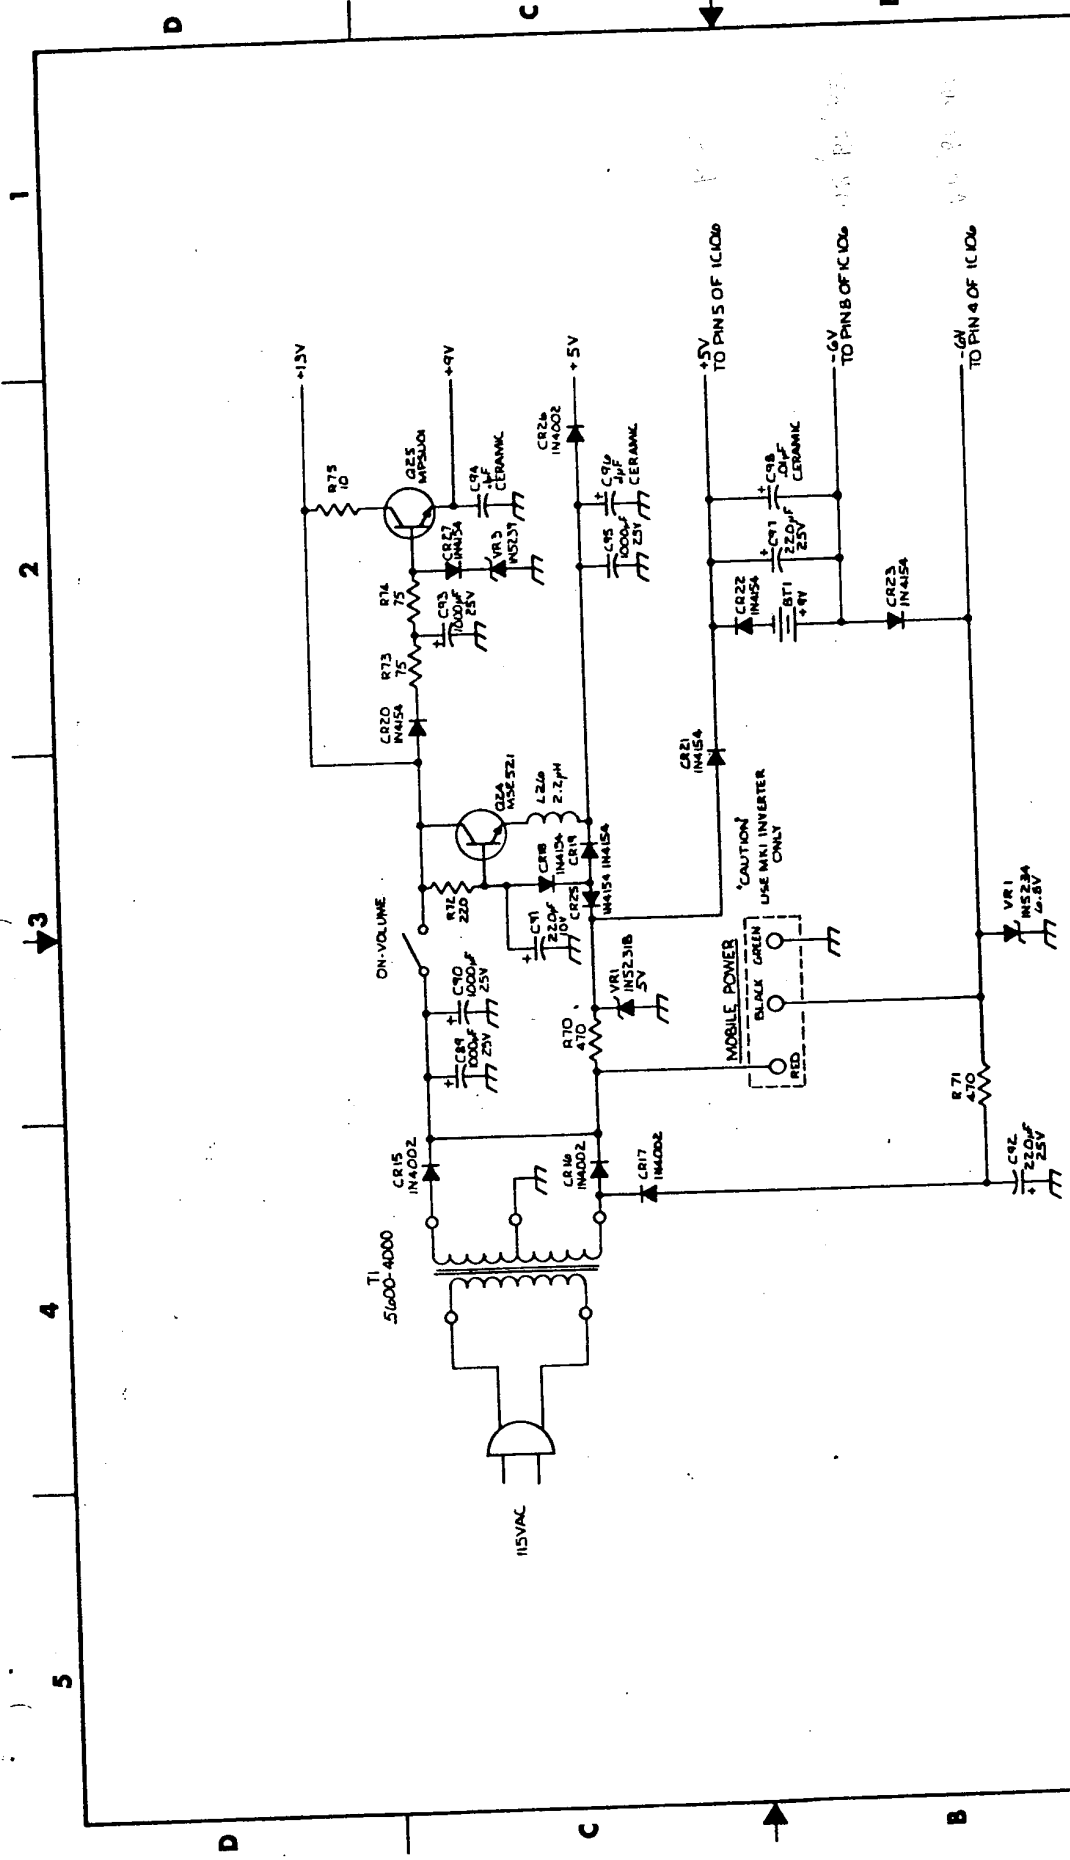 D
C
5
4
3
2
1
115VAC
T1
5600-4000
CR15
1N4002
CR16
1N4002
CR17
1N4002
C89
1000µF
25V
C90
1000µF
25V
ON-VOLUME
R72
220
C91
220µF
10V
Q24
MSE521
L26
2.2µH
CR18
1N4154
CR19
1N4154
CR25
1N4154
R70
470
VR1
1N5231B
5V
CR20
1N4154
R73
75
C93
1000µF
25V
R74
75
CR27
1N4154
VR3
1N5239
R75
10
Q25
MPSU01
C94
.1µF
CERAMIC
+13V
+9V
C95
1000µF
25V
C96
.1µF
CERAMIC
CR26
1N4002
+5V
MOBILE POWER
RED
BLACK
GREEN
"CAUTION"
USE MK1 INVERTER
ONLY
CR21
1N4154
CR22
1N4154
BT1
+9V
C97
220µF
25V
C98
.01µF
CERAMIC
CR23
1N4154
+5V
TO PIN 5 OF IC106
-6V
TO PIN 8 OF IC106
-6V
TO PIN 4 OF IC106
C92
220µF
25V
R71
470
VR1
1N5234
6.8V
D
C
B